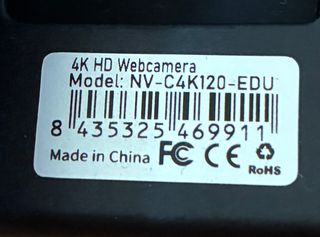 4K HD Webcamera
Model: NV-C4K120-EDU
8 435325 469911
Made in China FC CE RoHS